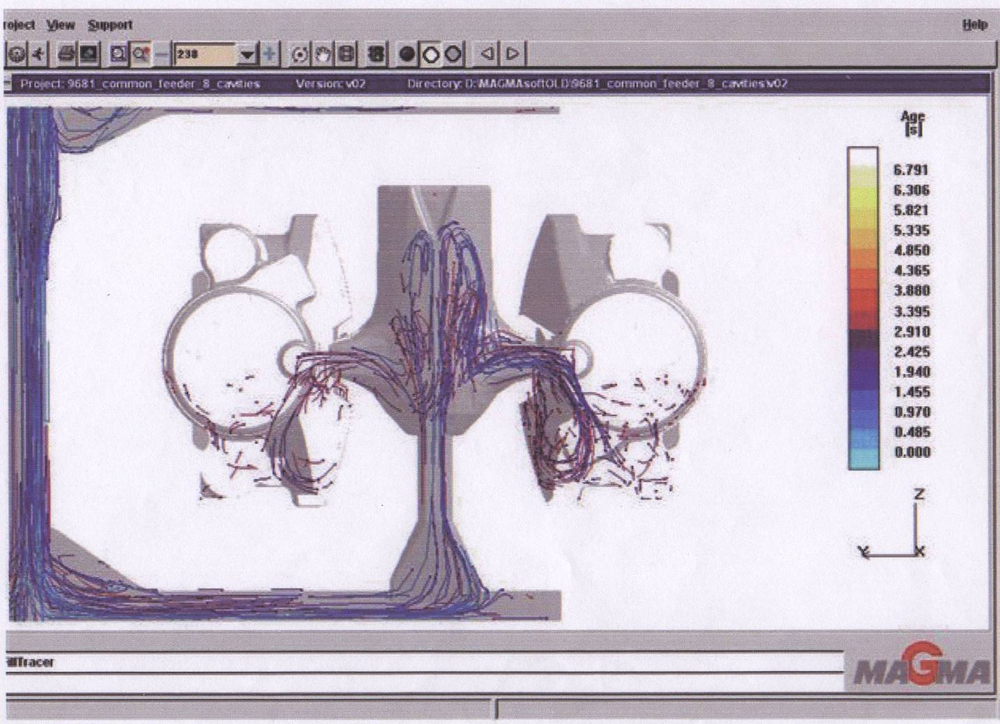 roject View Support Help
238
Project: 9681_common_feeder_8_cavities Version: v02 Directory: D:\MAGMAsoftOLD\9681_common_feeder_8_cavities\v02
Age
[s]
6.791
6.306
5.821
5.335
4.850
4.365
3.880
3.395
2.910
2.425
1.940
1.455
0.970
0.485
0.000
Z
Y X
illTracer
MAGMA